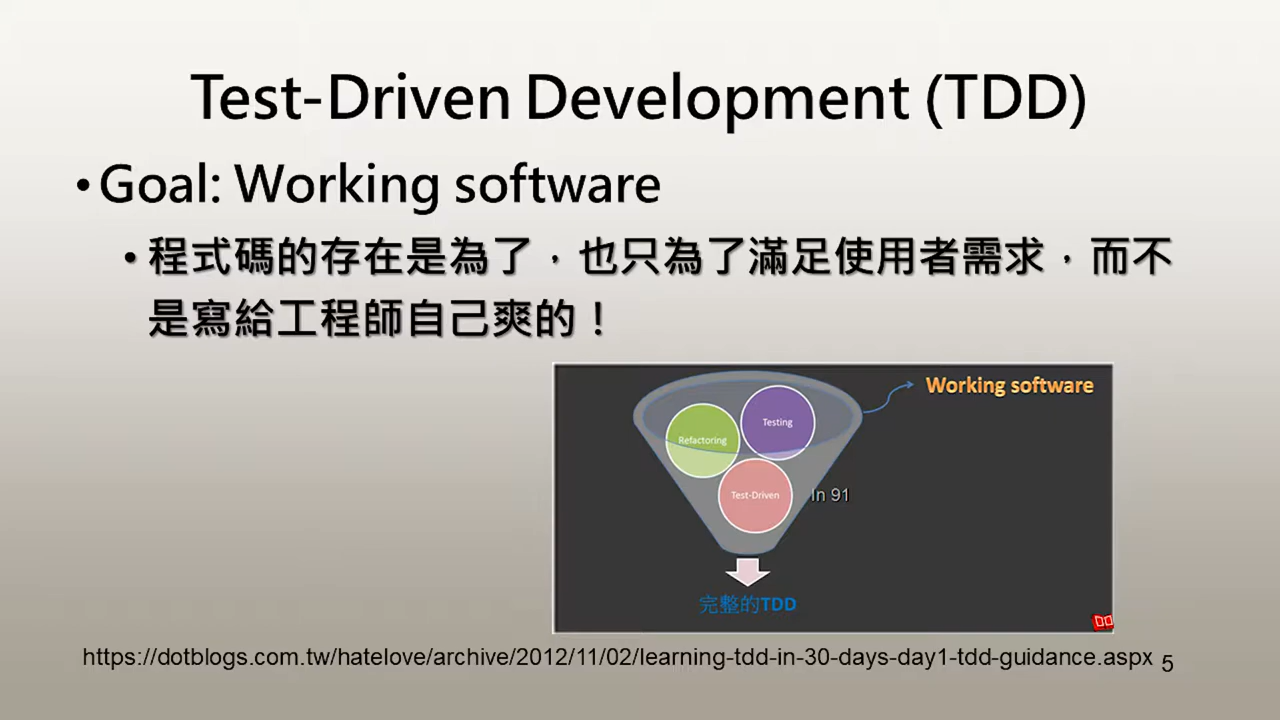 Test-Driven Development (TDD)
•Goal: Working software
• 程式碼的存在是為了，也只為了滿足使用者需求，而不
是寫給工程師自己爽的！
Working software
Testing
Refactoring
Test-Driven
In 91
完整的TDD
https://dotblogs.com.tw/hatelove/archive/2012/11/02/learning-tdd-in-30-days-day1-tdd-guidance.aspx 5